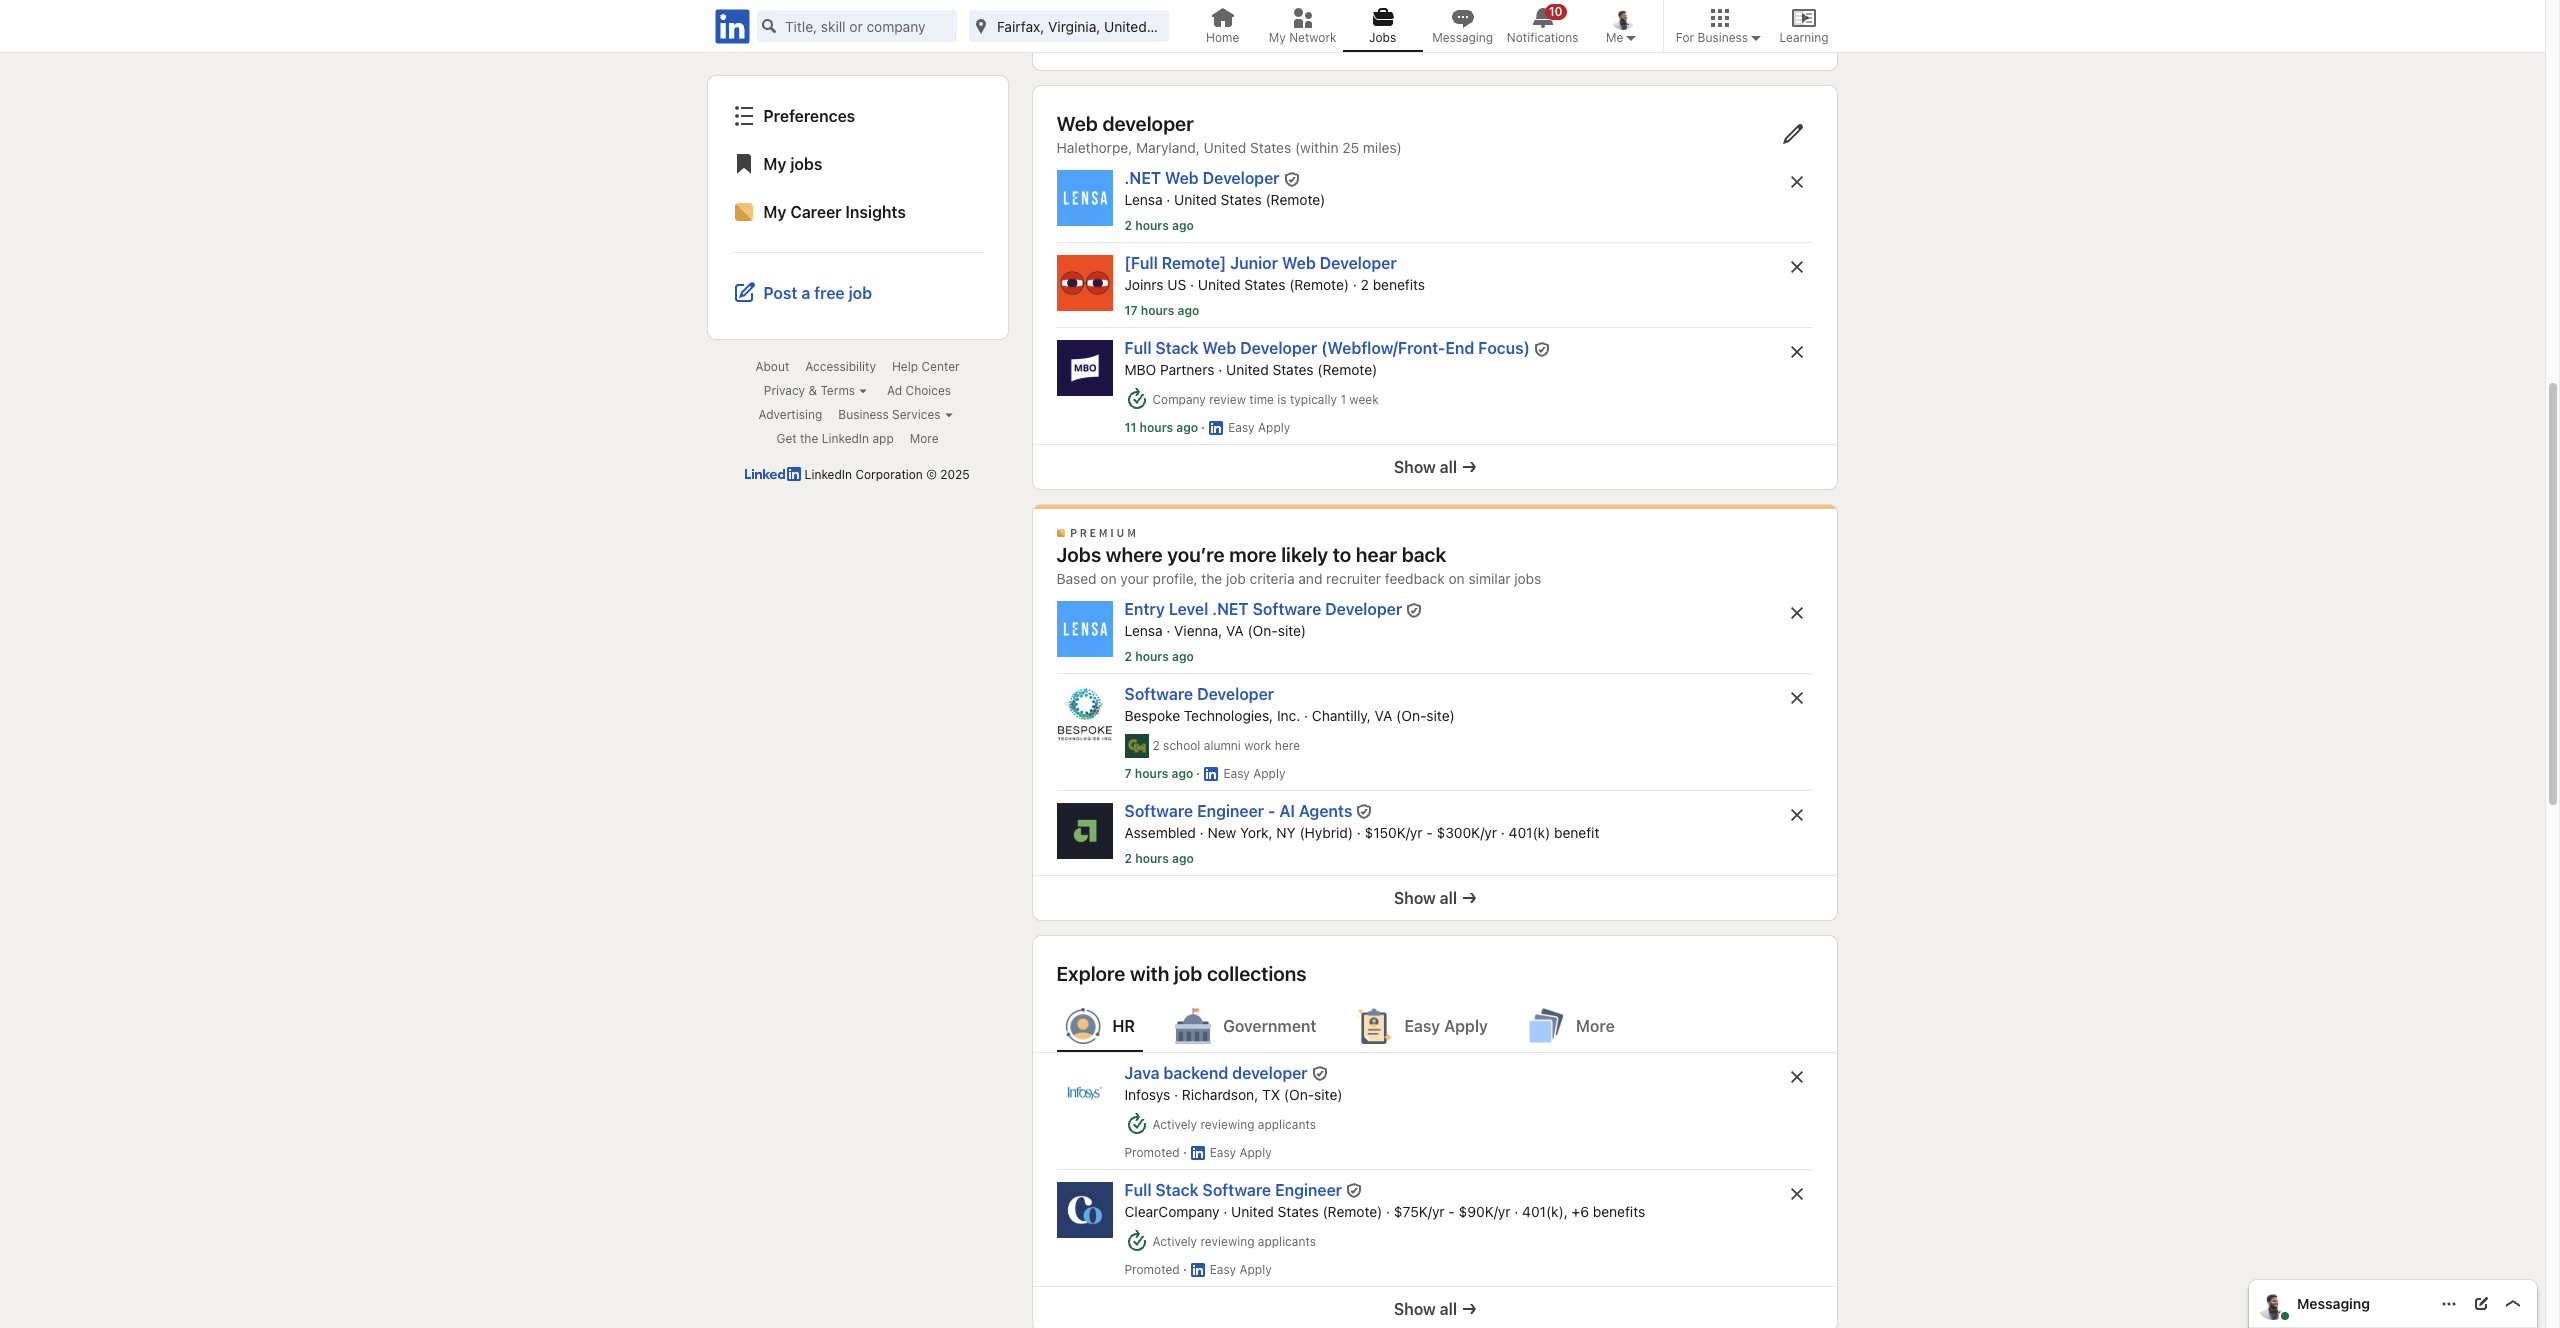 in
Title, skill or company
Fairfax, Virginia, United...
Home
My Network
Jobs
Messaging
10
Notifications
Me
For Business
Learning
Preferences
My jobs
My Career Insights
Post a free job
About Accessibility Help Center
Privacy & Terms Ad Choices
Advertising Business Services
Get the LinkedIn app More
Linked in LinkedIn Corporation © 2025
Web developer
Halethorpe, Maryland, United States (within 25 miles)
LENSA
.NET Web Developer
Lensa · United States (Remote)
2 hours ago
[Full Remote] Junior Web Developer
Joinrs US · United States (Remote) · 2 benefits
17 hours ago
MBO
Full Stack Web Developer (Webflow/Front-End Focus)
MBO Partners · United States (Remote)
Company review time is typically 1 week
11 hours ago · in Easy Apply
Show all →
PREMIUM
Jobs where you’re more likely to hear back
Based on your profile, the job criteria and recruiter feedback on similar jobs
LENSA
Entry Level .NET Software Developer
Lensa · Vienna, VA (On-site)
2 hours ago
BESPOKE
TECHNOLOGIES INC
Software Developer
Bespoke Technologies, Inc. · Chantilly, VA (On-site)
2 school alumni work here
7 hours ago · in Easy Apply
Software Engineer - AI Agents
Assembled · New York, NY (Hybrid) · $150K/yr - $300K/yr · 401(k) benefit
2 hours ago
Show all →
Explore with job collections
HR
Government
Easy Apply
More
Infosys
Java backend developer
Infosys · Richardson, TX (On-site)
Actively reviewing applicants
Promoted · in Easy Apply
Co
Full Stack Software Engineer
ClearCompany · United States (Remote) · $75K/yr - $90K/yr · 401(k), +6 benefits
Actively reviewing applicants
Promoted · in Easy Apply
Show all →
Messaging